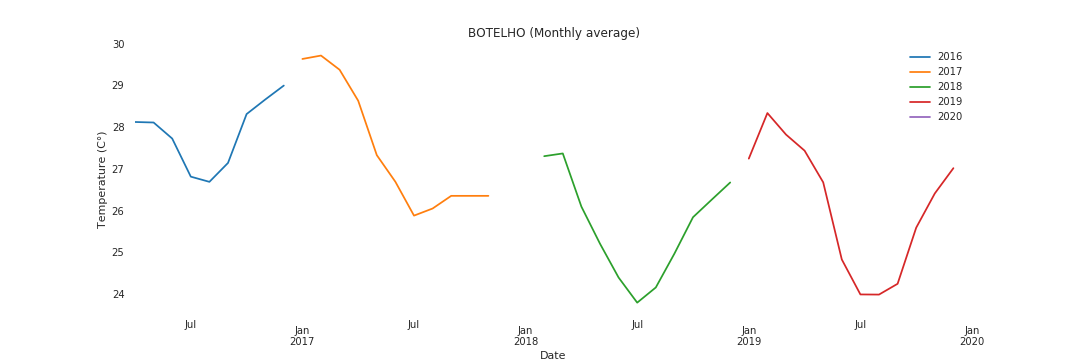 BOTELHO (Monthly average)
30
29
28
27
26
25
24
Temperature (C°)
2016
2017
2018
2019
2020
Jul
Jan
2017
Jul
Jan
2018
Jul
Jan
2019
Jul
Jan
2020
Date